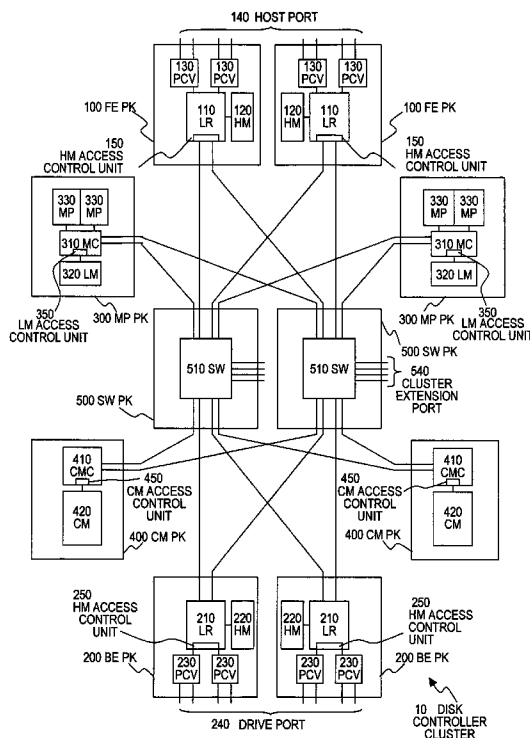 140 HOST PORT
130 PCV
130 PCV
130 PCV
130 PCV
100 FE PK
110 LR
120 HM
120 HM
110 LR
100 FE PK
150
HM ACCESS
CONTROL UNIT
150
HM ACCESS
CONTROL UNIT
330 MP
330 MP
310 MC
320 LM
330 MP
330 MP
310 MC
320 LM
350
LM ACCESS
CONTROL UNIT
300 MP PK
300 MP PK
350
LM ACCESS
CONTROL UNIT
500 SW PK
510 SW
510 SW
540
CLUSTER
EXTENSION
PORT
500 SW PK
410 CMC
450
CM ACCESS
CONTROL
UNIT
420 CM
400 CM PK
410 CMC
450
CM ACCESS
CONTROL
UNIT
420 CM
400 CM PK
250
HM ACCESS
CONTROL
UNIT
210 LR
220 HM
220 HM
210 LR
250
HM ACCESS
CONTROL
UNIT
230 PCV
230 PCV
230 PCV
230 PCV
200 BE PK
200 BE PK
240 DRIVE PORT
10 DISK
CONTROLLER
CLUSTER